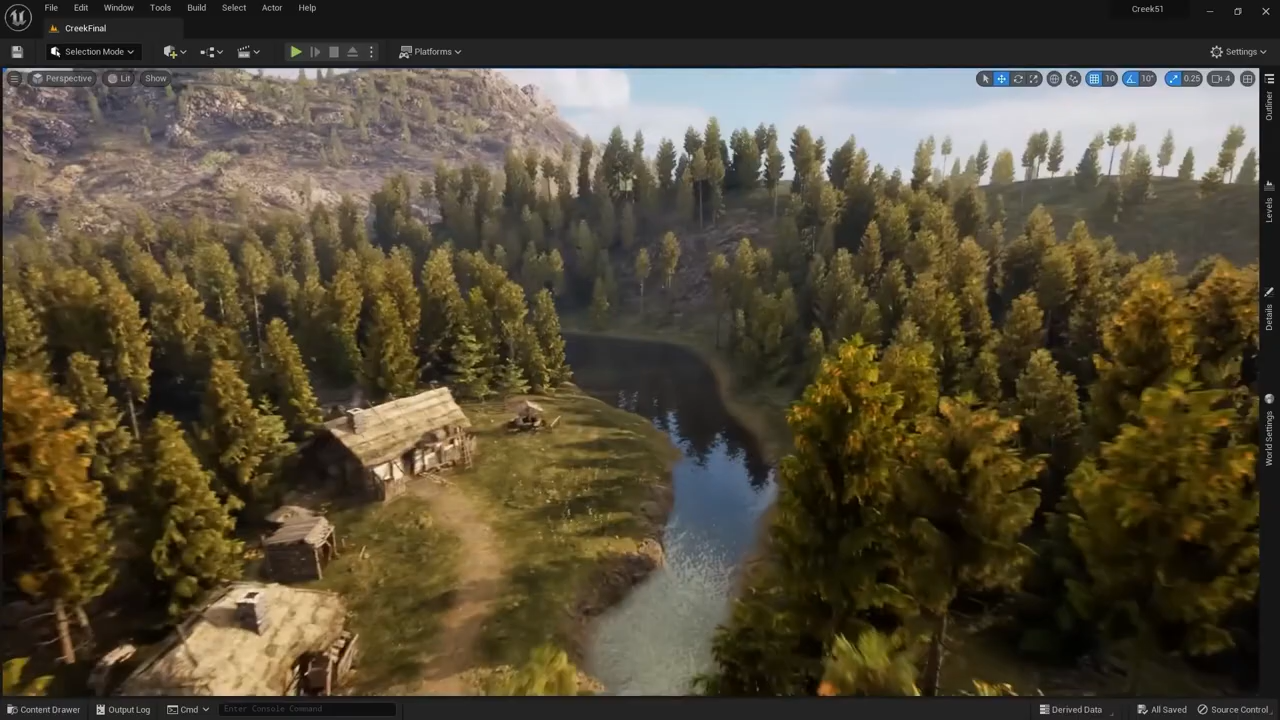 File Edit Window Tools Build Select Actor Help
Creek51
CreekFinal
Selection Mode
Platforms
Settings
Perspective Lit Show
10 10° 0.25 4
Outliner
Levels
Details
World Settings
Content Drawer Output Log Cmd Enter Console Command Derived Data All Saved Source Control